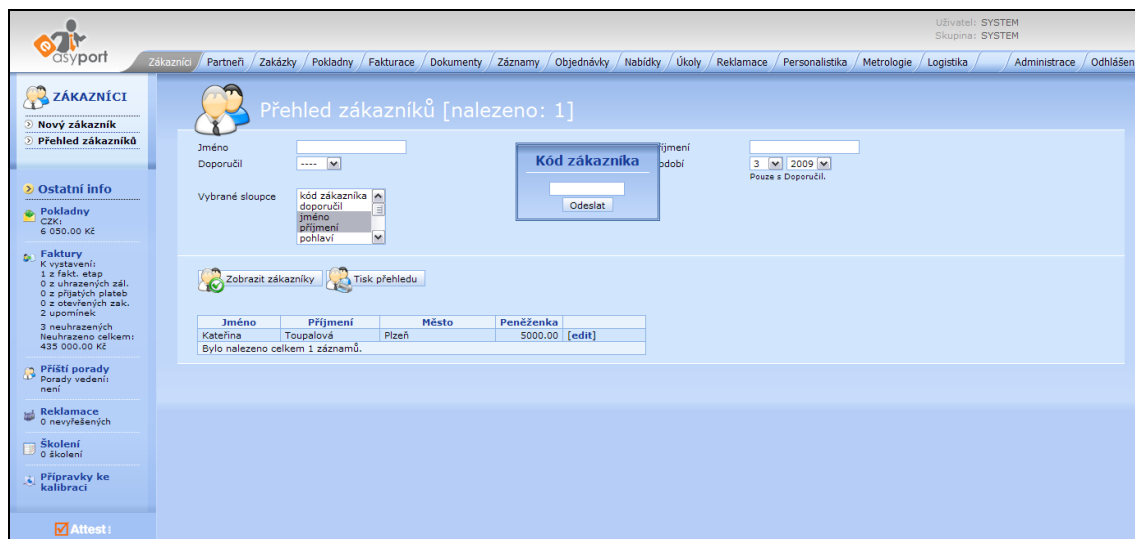 Uživatel: SYSTEM
Skupina: SYSTEM
easyport
Zákazníci Partneři Zakázky Pokladny Fakturace Dokumenty Záznamy Objednávky Nabídky Úkoly Reklamace Personalistika Metrologie Logistika Administrace Odhlášen
ZÁKAZNÍCI
Nový zákazník
Přehled zákazníků
Ostatní info
Pokladny
CZK:
6 050.00 Kč
Faktury
K vystavení:
1 z fakt. etap
0 z uhrazených zál.
0 z přijatých plateb
0 z otevřených zak.
2 upomínek
3 neuhrazených
Neuhrazeno celkem:
435 000.00 Kč
Příští porady
Porady vedení:
není
Reklamace
0 nevyřešených
Školení
0 školení
Přípravky ke
kalibraci
Attest
Přehled zákazníků [nalezeno: 1]
Jméno
říjmení
Doporučil ----
období 3 2009
Pouze s Doporučil.
Kód zákazníka
Odeslat
Vybrané sloupce
kód zákazníka
doporučil
jméno
příjmení
pohlaví
Zobrazit zákazníky Tisk přehledu
Jméno Příjmení Město Peněženka
Kateřina Toupalová Plzeň 5000.00 [edit]
Bylo nalezeno celkem 1 záznamů.